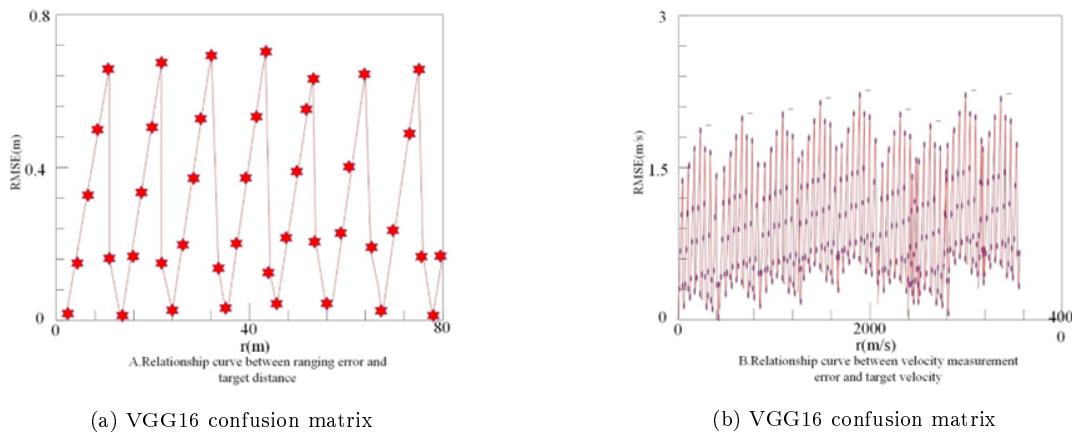 0.8
0.4
0
RMSE(m)
0
40
80
r(m)
A.Relationship curve between ranging error and
target distance
(a) VGG16 confusion matrix
3
1.5
0
RMSE(m/s)
0
2000
400
0
r(m/s)
B.Relationship curve between velocity measurement
error and target velocity
(b) VGG16 confusion matrix